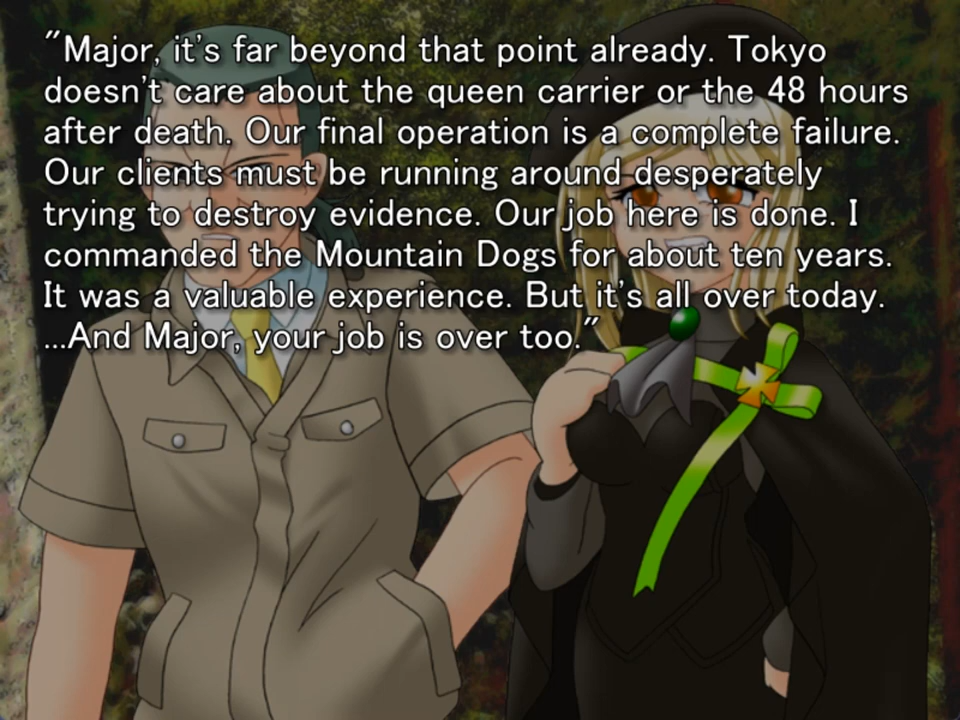 "Major, it's far beyond that point already. Tokyo
doesn't care about the queen carrier or the 48 hours
after death. Our final operation is a complete failure.
Our clients must be running around desperately
trying to destroy evidence. Our job here is done. I
commanded the Mountain Dogs for about ten years.
It was a valuable experience. But it's all over today.
...And Major, your job is over too."